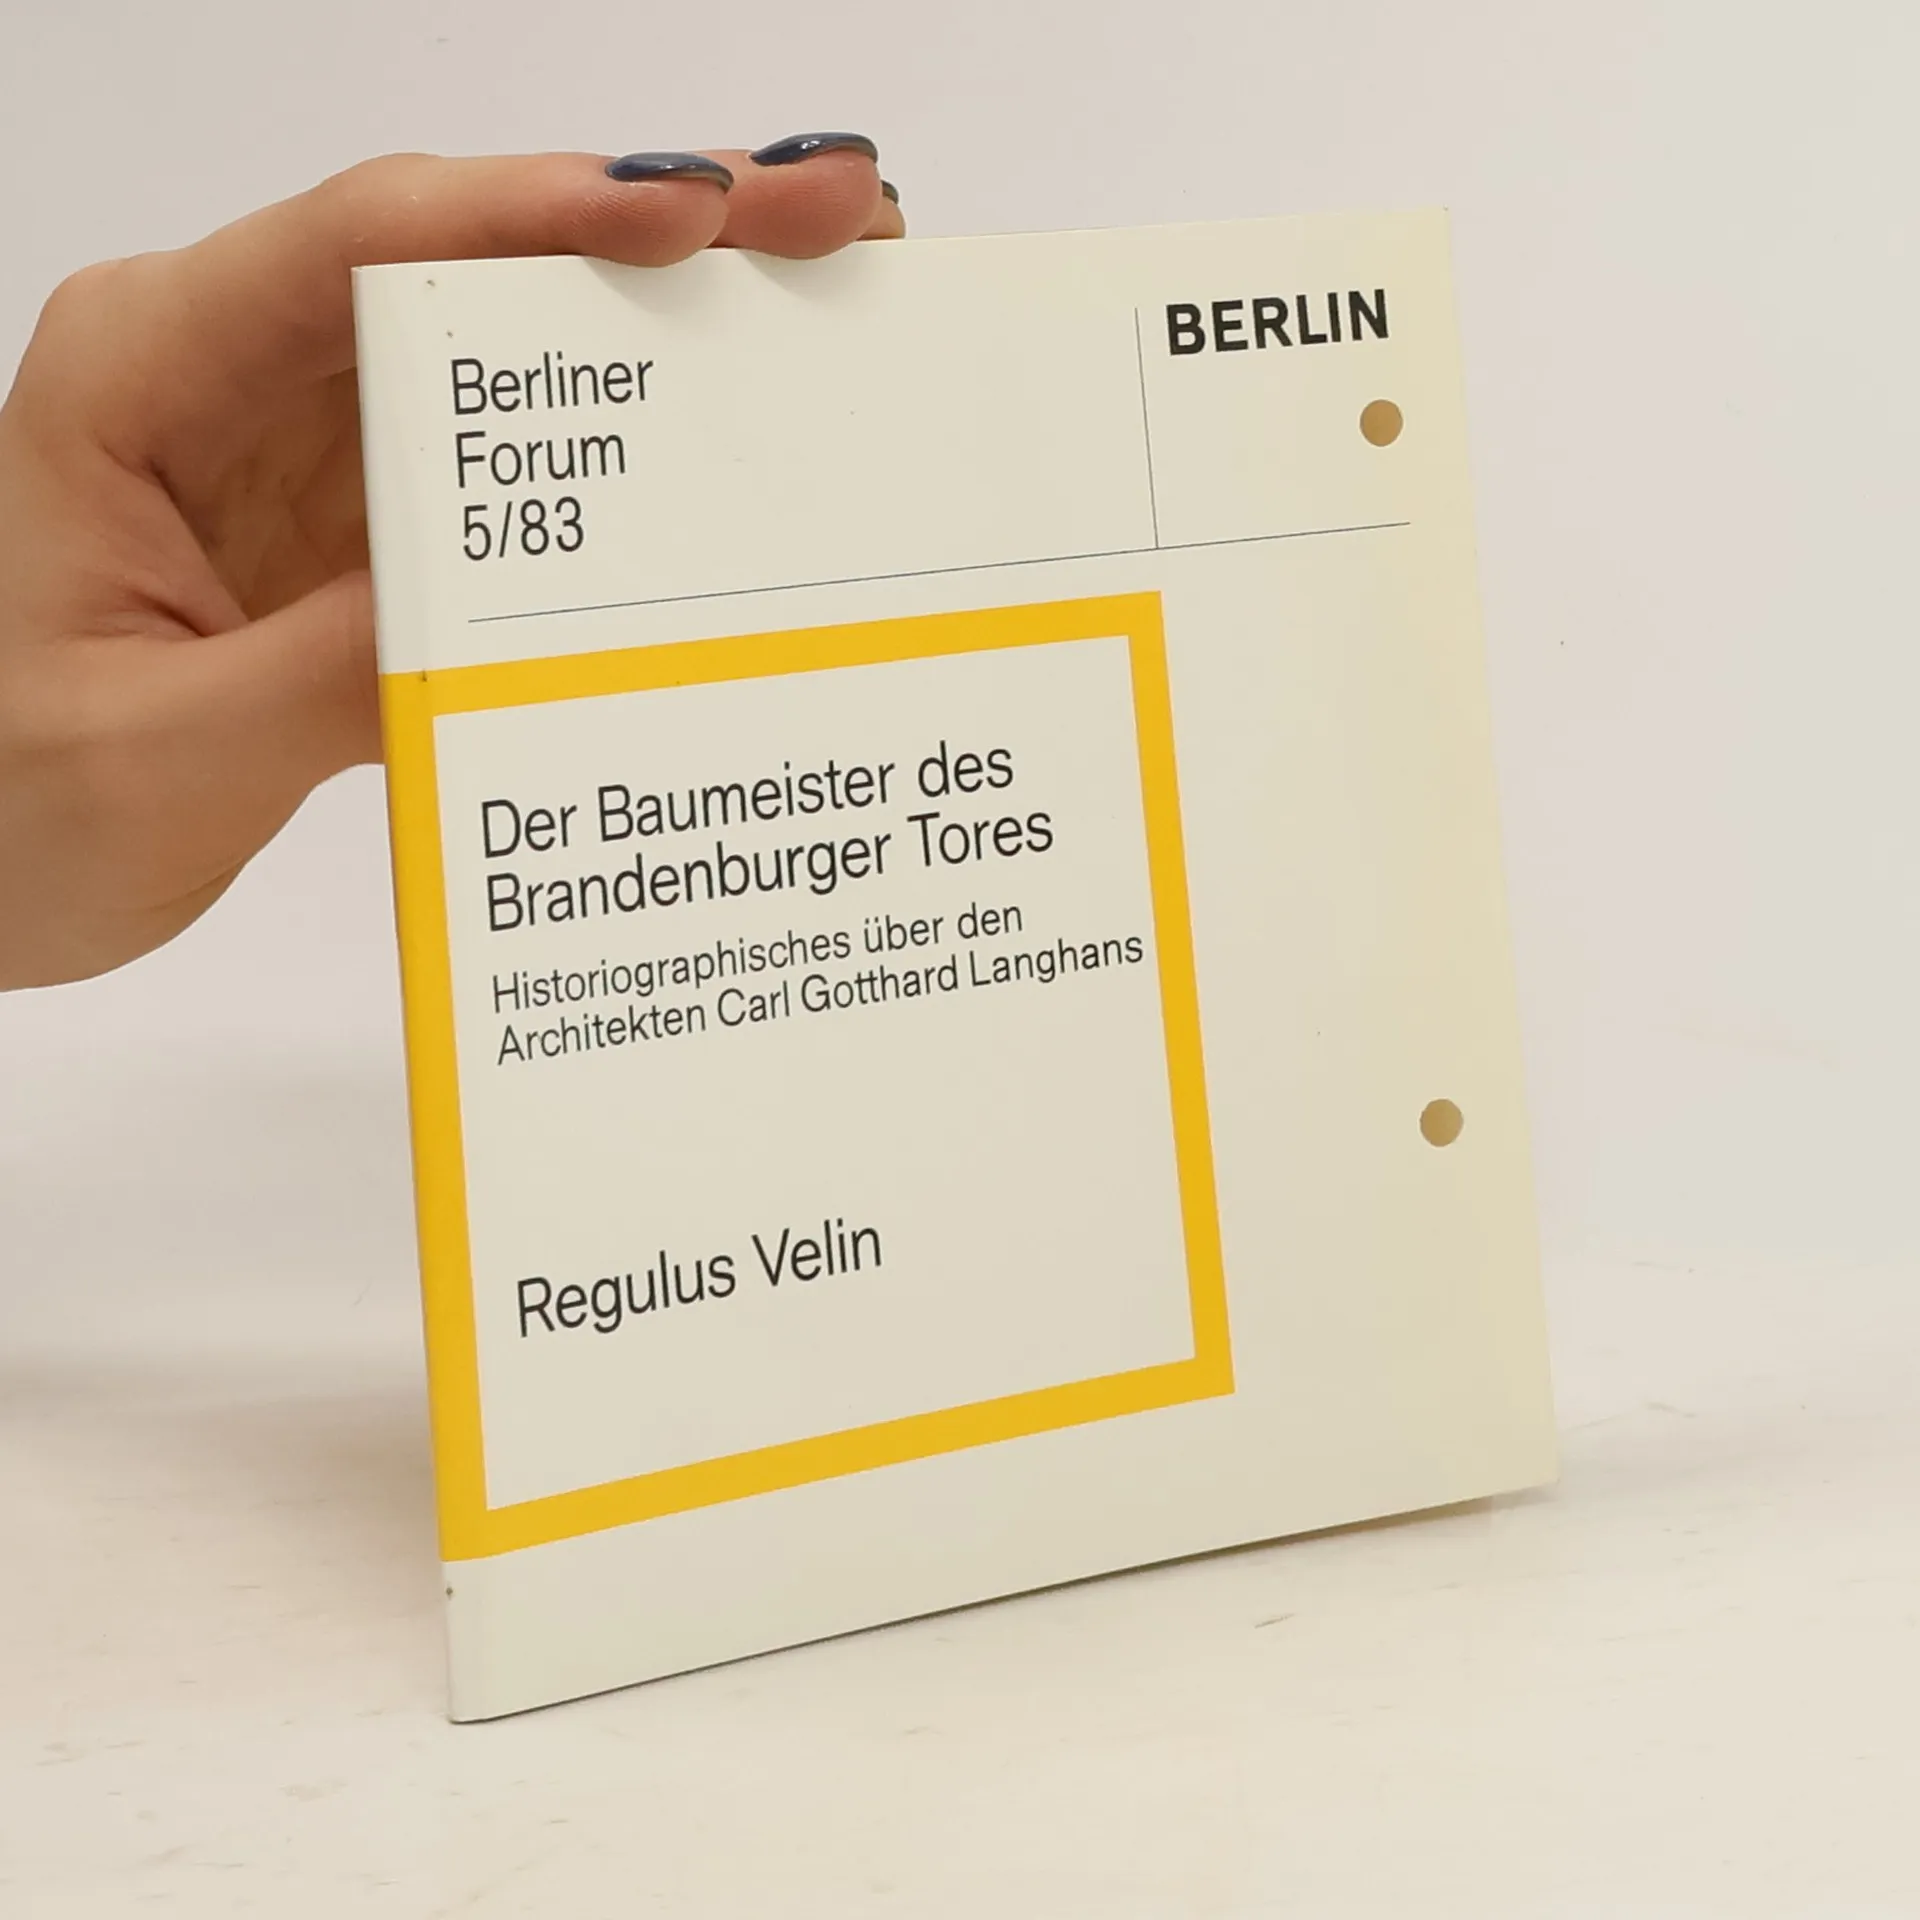 Berliner
Forum
5/83
BERLIN
Der Baumeister des
Brandenburger Tores
Historiographisches über den
Architekten Carl Gotthard Langhans
Regulus Velin